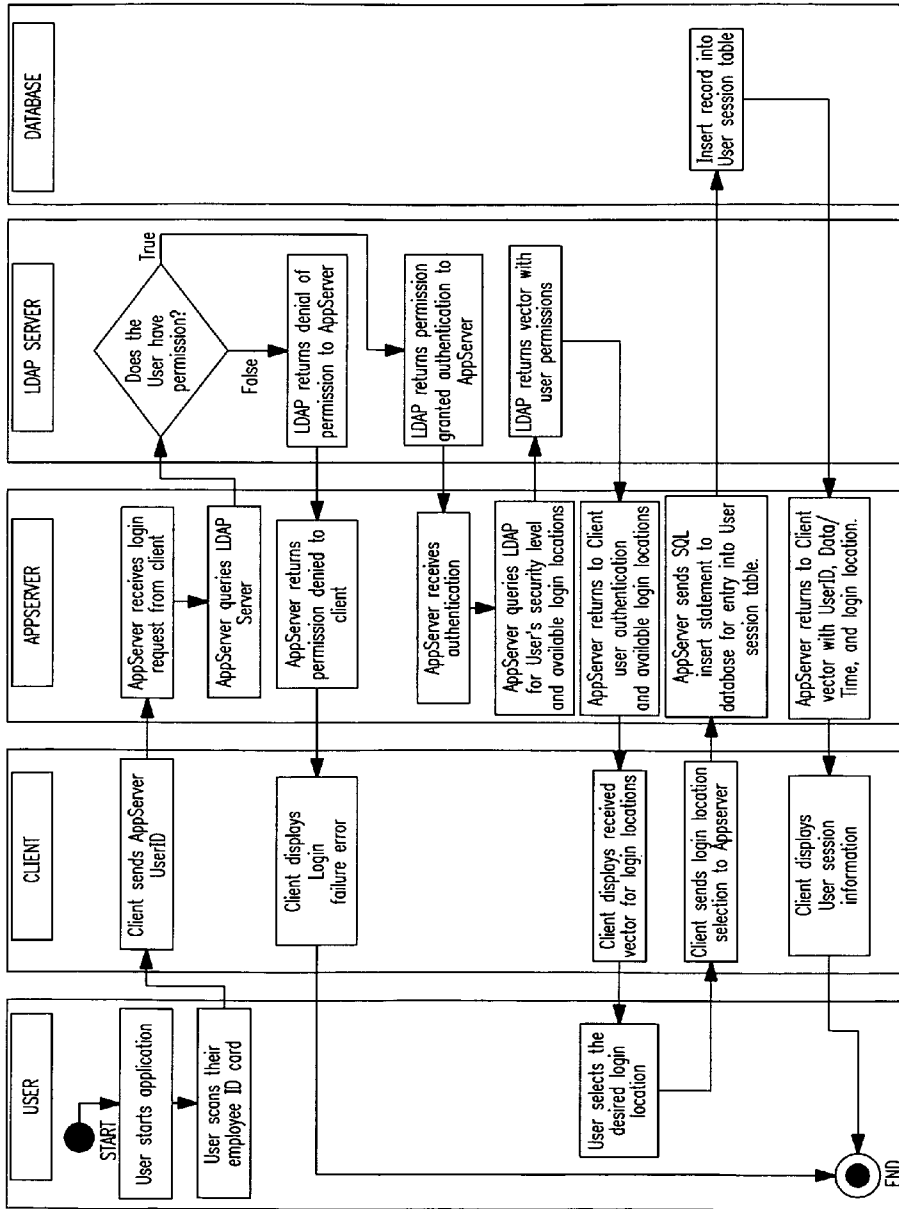 USER
START
User starts application
User scans their
employee ID card
User selects the
desired login
location
END
CLIENT
Client sends AppServer
UserID
Client displays
Login
failure error
Client displays received
vector for login locations
Client sends login location
selection to Appserver
Client displays
User session
information
APPSERVER
AppServer receives login
request from client
AppServer queries LDAP
Server
AppServer returns
permission denied to
client
AppServer receives
authentication
AppServer queries LDAP
for User's security level
and available login locations
AppServer returns to Client
user authentication
and available login locations
AppServer sends SQL
insert statement to
database for entry into User
session table.
AppServer returns to Client
vector with UserID, Data/
Time, and login location.
LDAP SERVER
Does the
User have
permission?
True
False
LDAP returns denial of
permission to AppServer
LDAP returns permission
granted authentication to
AppServer
LDAP returns vector with
user permissions
DATABASE
Insert record into
User session table